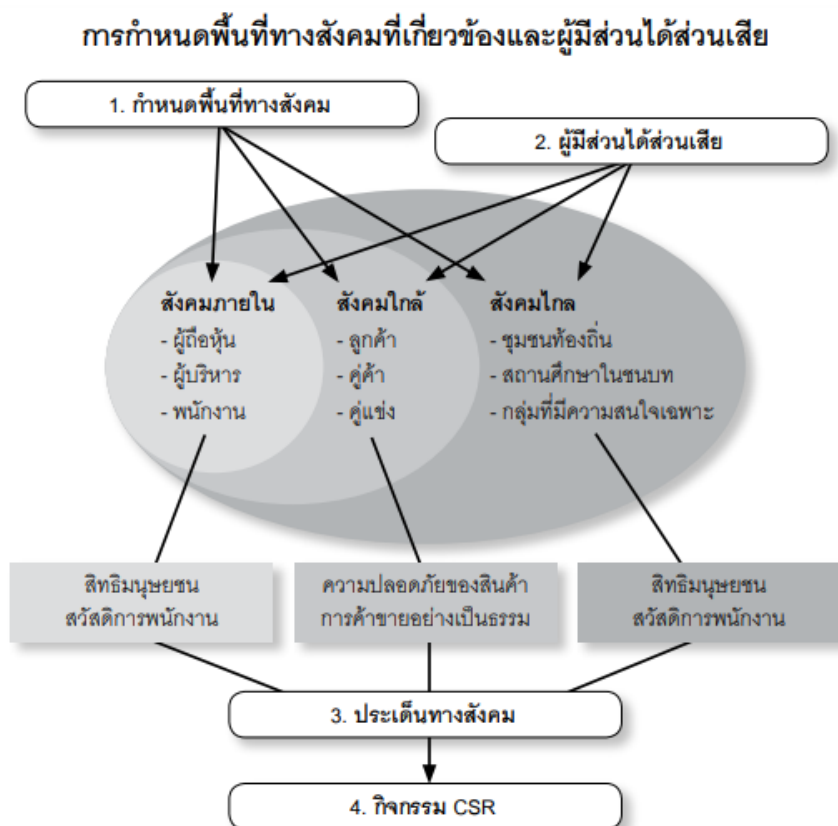 การกำหนดพื้นที่ทางสังคมที่เกี่ยวข้องและผู้มีส่วนได้ส่วนเสีย
1. กำหนดพื้นที่ทางสังคม
2. ผู้มีส่วนได้ส่วนเสีย
สังคมภายใน
- ผู้ถือหุ้น
- ผู้บริหาร
- พนักงาน
สังคมใกล้
- ลูกค้า
- คู่ค้า
- คู่แข่ง
สังคมไกล
- ชุมชนท้องถิ่น
- สถานศึกษาในชนบท
- กลุ่มที่มีความสนใจเฉพาะ
สิทธิมนุษยชน
สวัสดิการพนักงาน
ความปลอดภัยของสินค้า
การค้าขายอย่างเป็นธรรม
สิทธิมนุษยชน
สวัสดิการพนักงาน
3. ประเด็นทางสังคม
4. กิจกรรม CSR